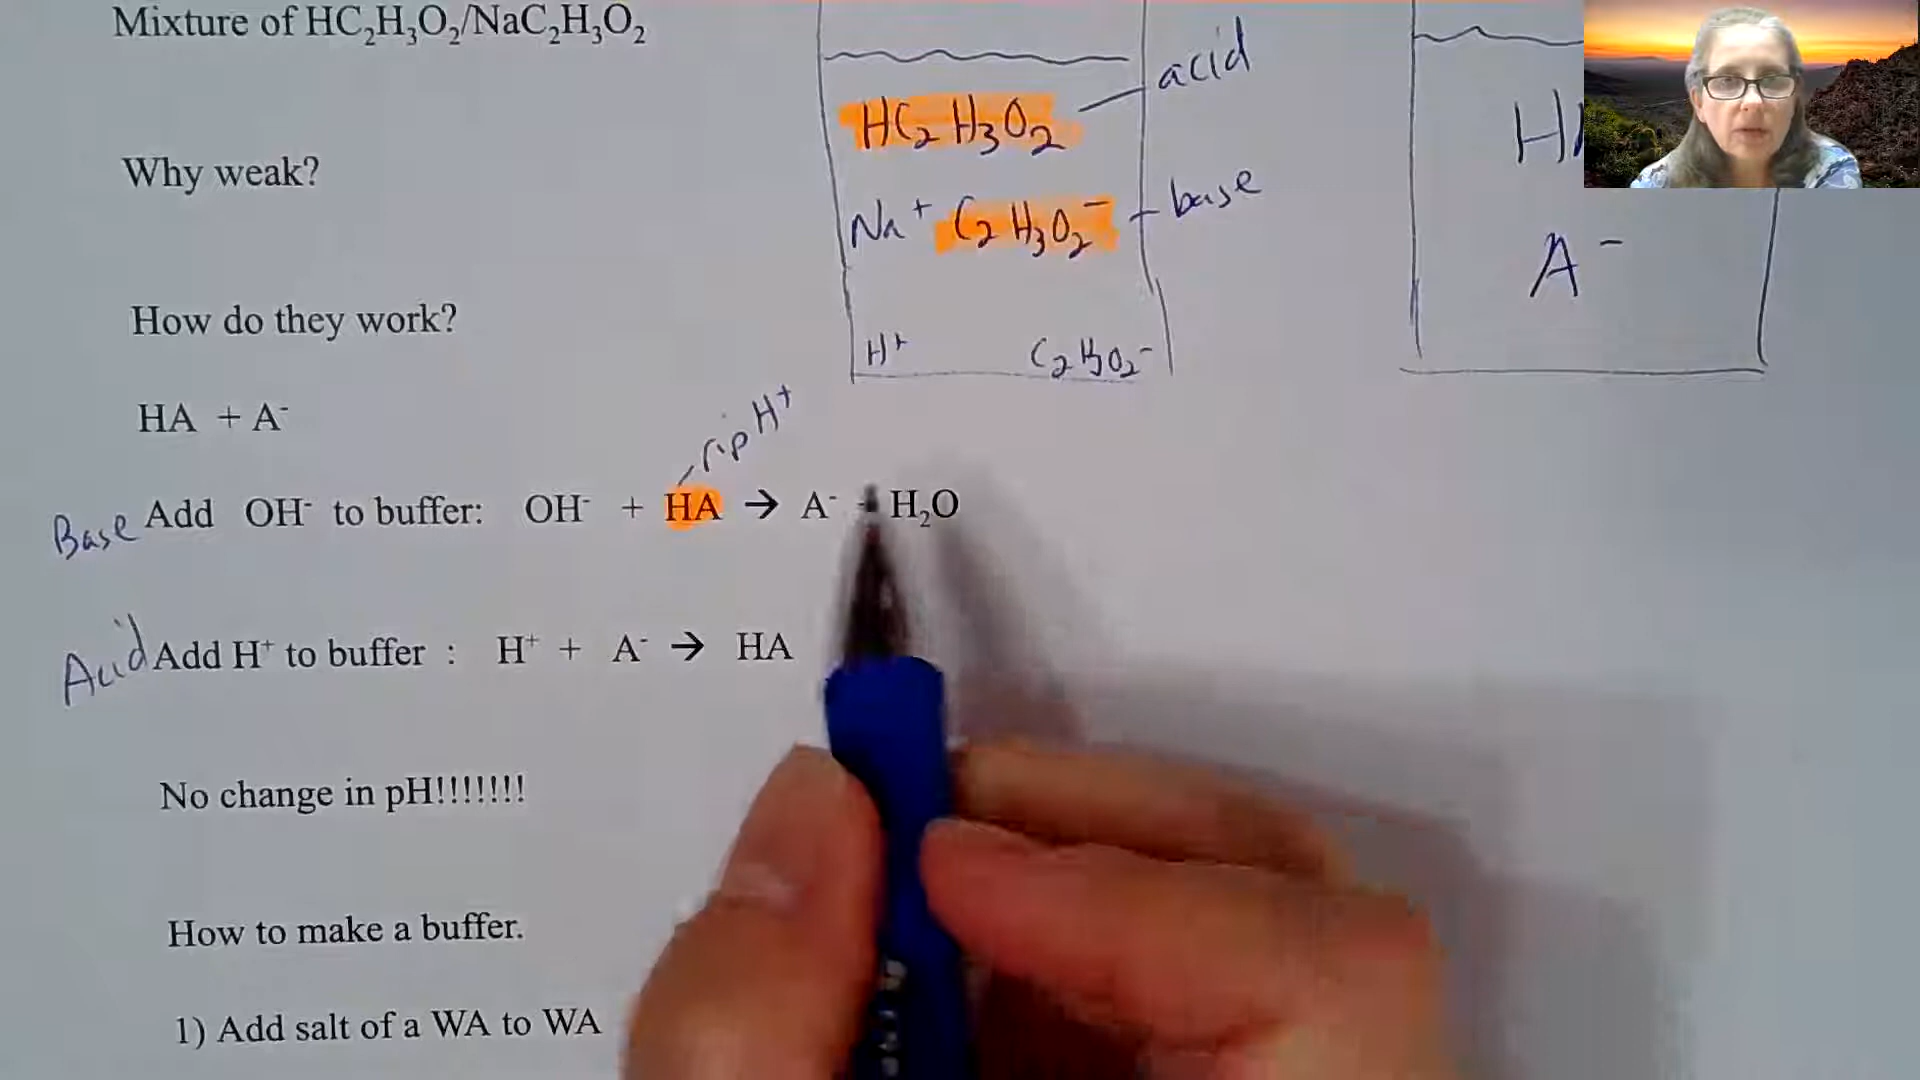 Mixture of HC₂H₃O₂/NaC₂H₃O₂
HC₂H₃O₂ acid
Why weak?
Na⁺ C₂H₃O₂⁻ base
A⁻
How do they work?
H⁺ C₂H₃O₂⁻
HA + A⁻
rip H⁺
Base Add OH⁻ to buffer: OH⁻ + HA → A⁻ + H₂O
Acid Add H⁺ to buffer : H⁺ + A⁻ → HA
No change in pH!!!!!!!
How to make a buffer.
1) Add salt of a WA to WA